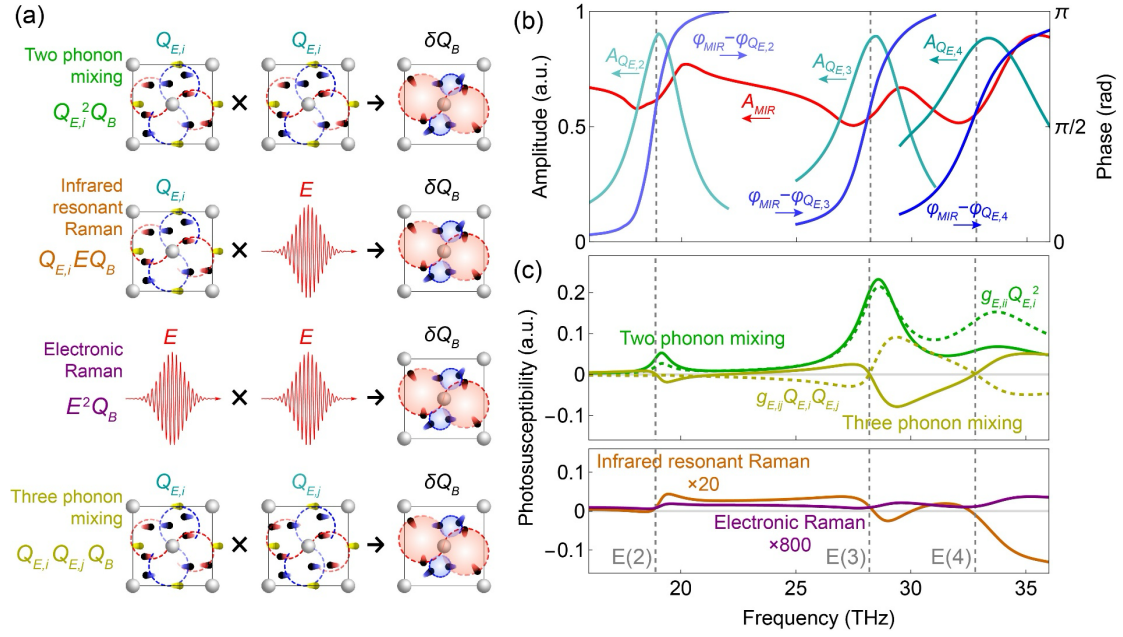 (a)
Q_{E,i} Q_{E,i} δQ_B
Two phonon
mixing
Q_{E,i}^2Q_B
× →
Q_{E,i} E δQ_B
Infrared
resonant
Raman
Q_{E,i}EQ_B
× →
E E δQ_B
Electronic
Raman
E^2Q_B
× →
Q_{E,i} Q_{E,j} δQ_B
Three phonon
mixing
Q_{E,i}Q_{E,j}Q_B
× →
(b)
Amplitude (a.u.)
1
0.5
0
A_{Q_{E,2}}
φ_{MIR}−φ_{Q_{E,2}}
A_{MIR}
A_{Q_{E,3}}
φ_{MIR}−φ_{Q_{E,3}}
A_{Q_{E,4}}
φ_{MIR}−φ_{Q_{E,4}}
π
π/2
0
Phase (rad)
(c)
Photosusceptibility (a.u.)
0.2
0.1
0
−0.1
Two phonon mixing
g_{E,ii}Q_{E,i}^2
g_{E,ij}Q_{E,i}Q_{E,j}
Three phonon mixing
0.1
0
−0.1
Infrared resonant Raman
×20
Electronic Raman
×800
E(2)
E(3)
E(4)
20 25 30 35
Frequency (THz)